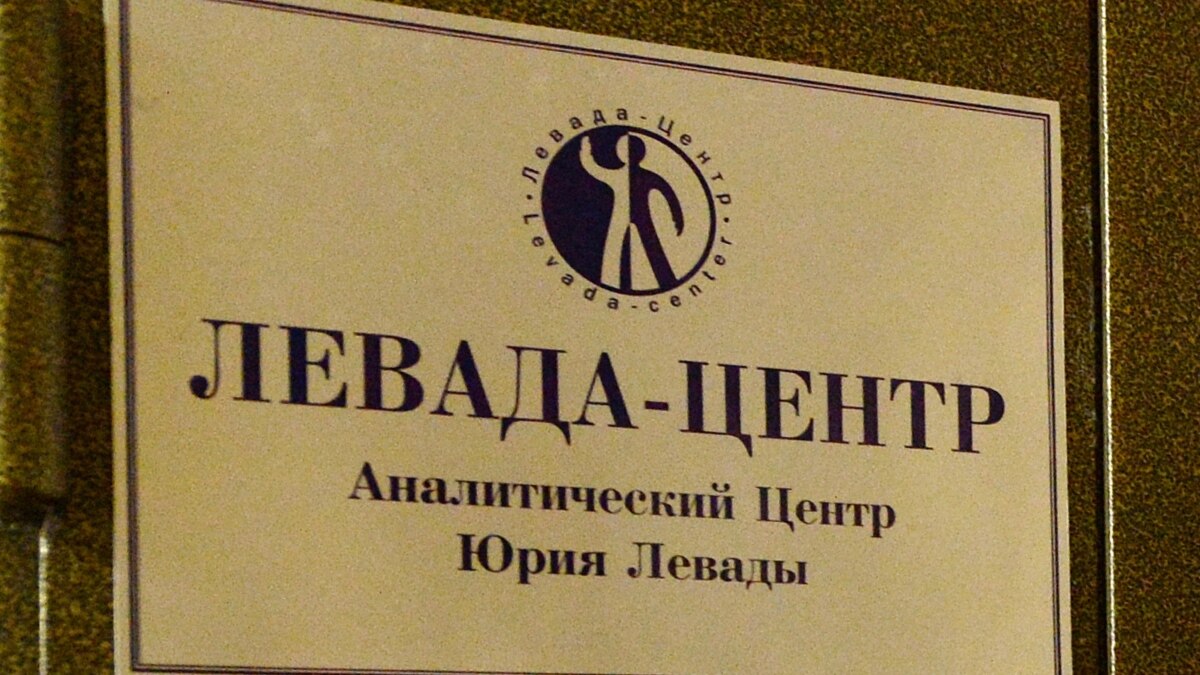 Левада-Центр
Levada-center
ЛЕВАДА-ЦЕНТР
Аналитический Центр
Юрия Левады